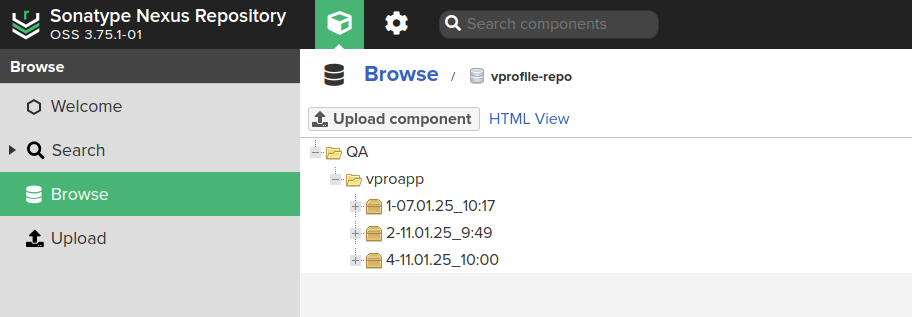 Sonatype Nexus Repository
OSS 3.75.1-01
Search components
Browse
Welcome
Search
Browse
Upload
Browse / vprofile-repo
Upload component HTML View
QA
vproapp
1-07.01.25_10:17
2-11.01.25_9:49
4-11.01.25_10:00